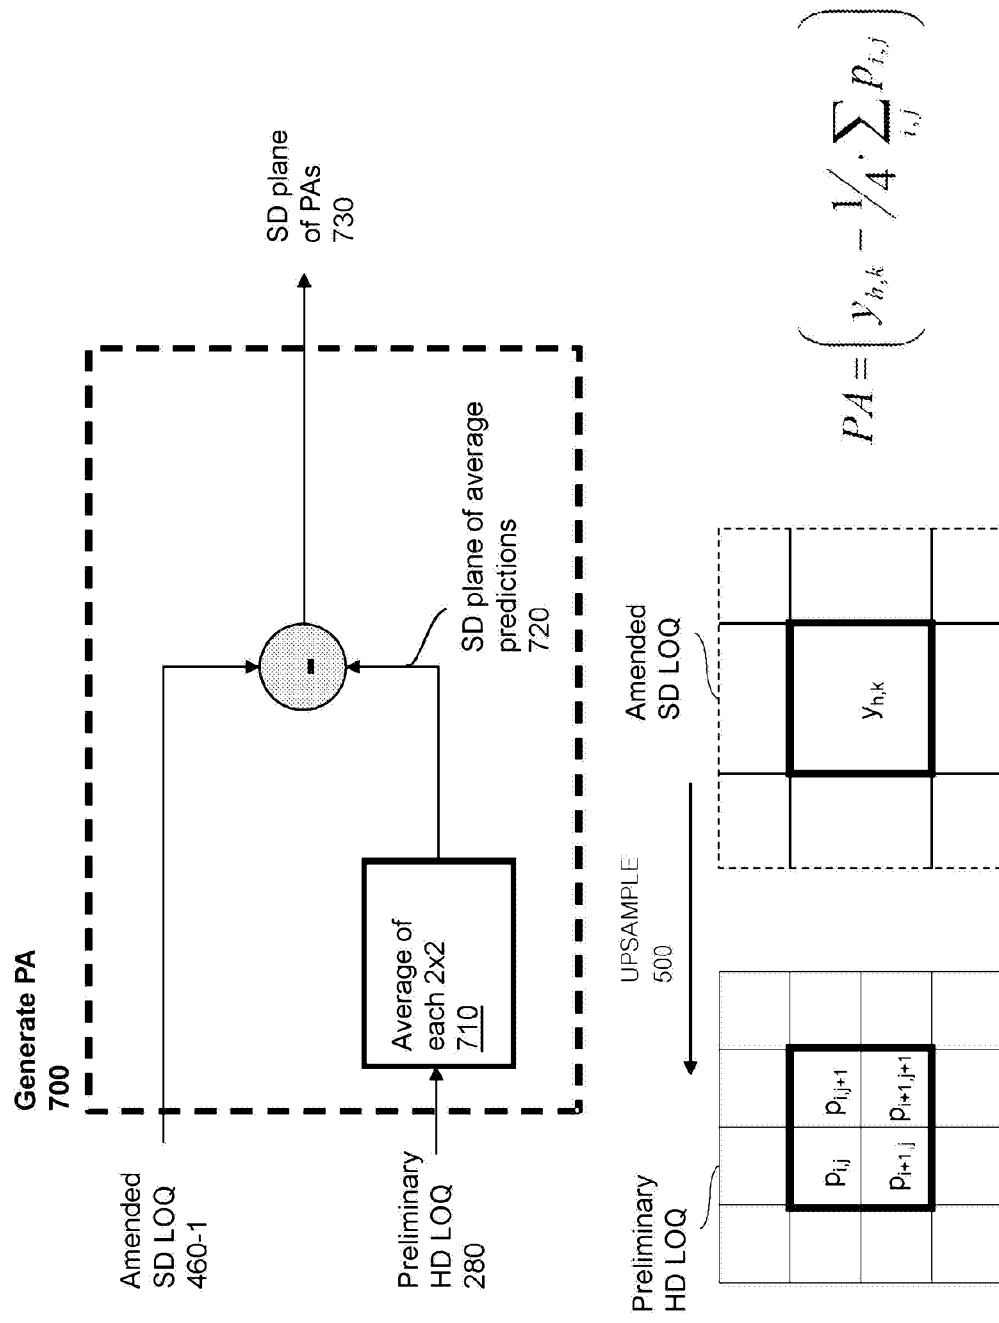 Generate PA
700
Amended
SD LOQ
460-1
Preliminary
HD LOQ
280
Average of
each 2x2
710
-
SD plane of average
predictions
720
SD plane
of PAs
730
Preliminary
HD LOQ
p_{i,j} p_{i,j+1}
p_{i+1,j} p_{i+1,j+1}
UPSAMPLE
500
Amended
SD LOQ
y_{h,k}
PA = ( y_{h,k} − 1/4 · ∑_{i,j} p_{i,j} )